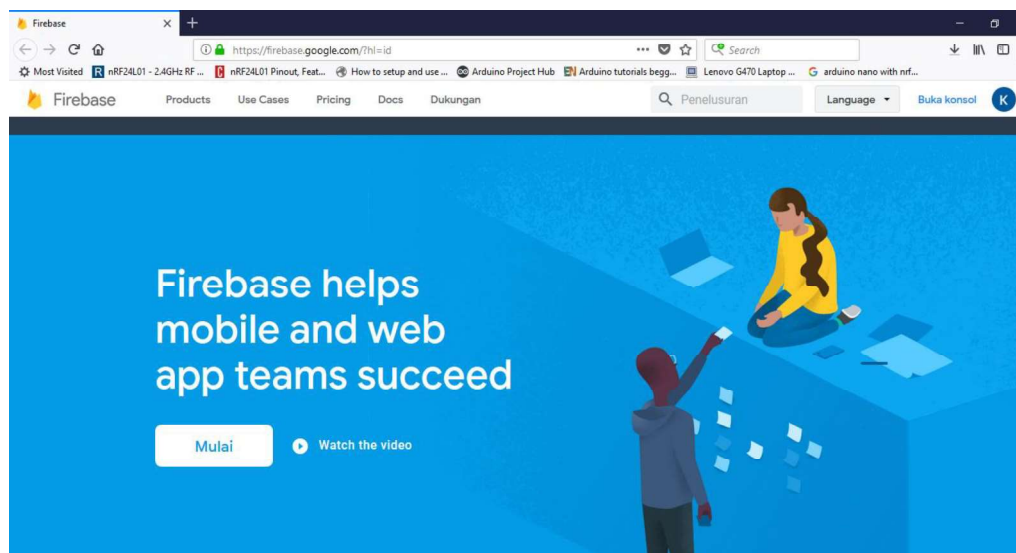 Firebase
https://firebase.google.com/?hl=id
Search
Most Visited
nRF24L01 - 2.4GHz RF ...
nRF24L01 Pinout, Feat...
How to setup and use ...
Arduino Project Hub
Arduino tutorials begg...
Lenovo G470 Laptop ...
arduino nano with nrf...
Firebase
Products
Use Cases
Pricing
Docs
Dukungan
Penelusuran
Language
Buka konsol
K
Firebase helps
mobile and web
app teams succeed
Mulai
Watch the video